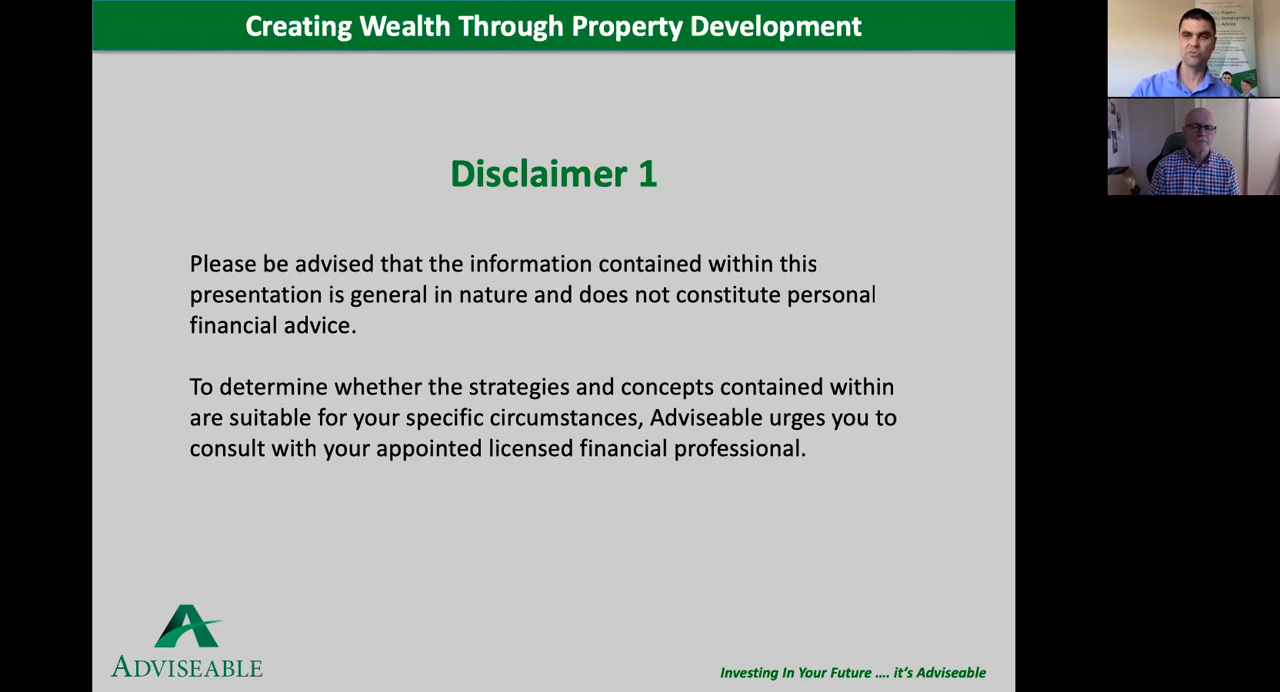 Creating Wealth Through Property Development
Disclaimer 1
Please be advised that the information contained within this
presentation is general in nature and does not constitute personal
financial advice.
To determine whether the strategies and concepts contained within
are suitable for your specific circumstances, Adviseable urges you to
consult with your appointed licensed financial professional.
ADVISEABLE
Investing In Your Future .... it’s Adviseable